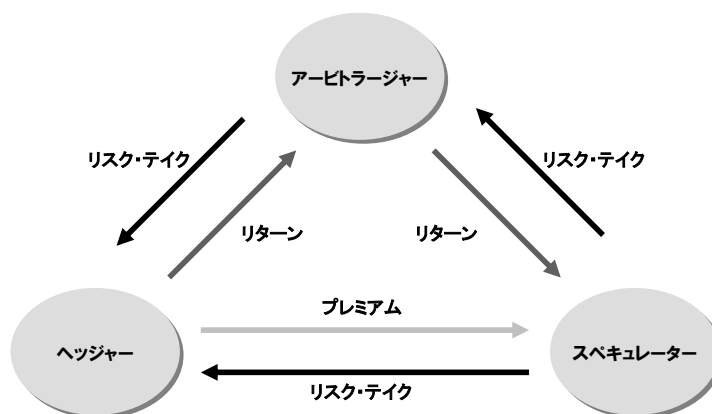 アービトラージャー
リスク・テイク
リスク・テイク
リターン
リターン
プレミアム
ヘッジャー
スペキュレーター
リスク・テイク